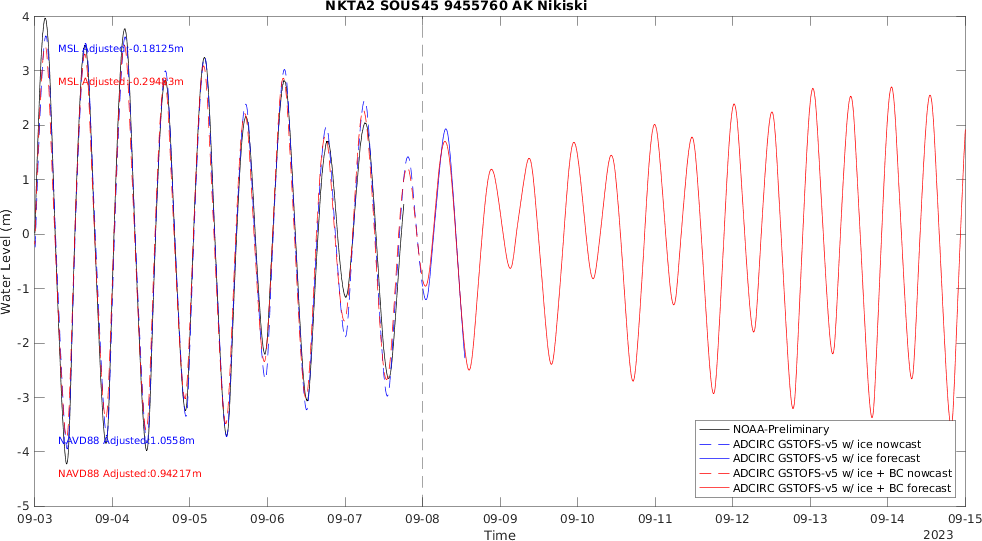 NKTA2 SOUS45 9455760 AK Nikiski
Water Level (m)
4
3
2
1
0
-1
-2
-3
-4
-5
MSL Adjusted:-0.18125m
MSL Adjusted:-0.29483m
NAVD88 Adjusted:1.0558m
NAVD88 Adjusted:0.94217m
NOAA-Preliminary
ADCIRC GSTOFS-v5 w/ ice nowcast
ADCIRC GSTOFS-v5 w/ ice forecast
ADCIRC GSTOFS-v5 w/ ice + BC nowcast
ADCIRC GSTOFS-v5 w/ ice + BC forecast
09-03 09-04 09-05 09-06 09-07 09-08 09-09 09-10 09-11 09-12 09-13 09-14 09-15
Time
2023